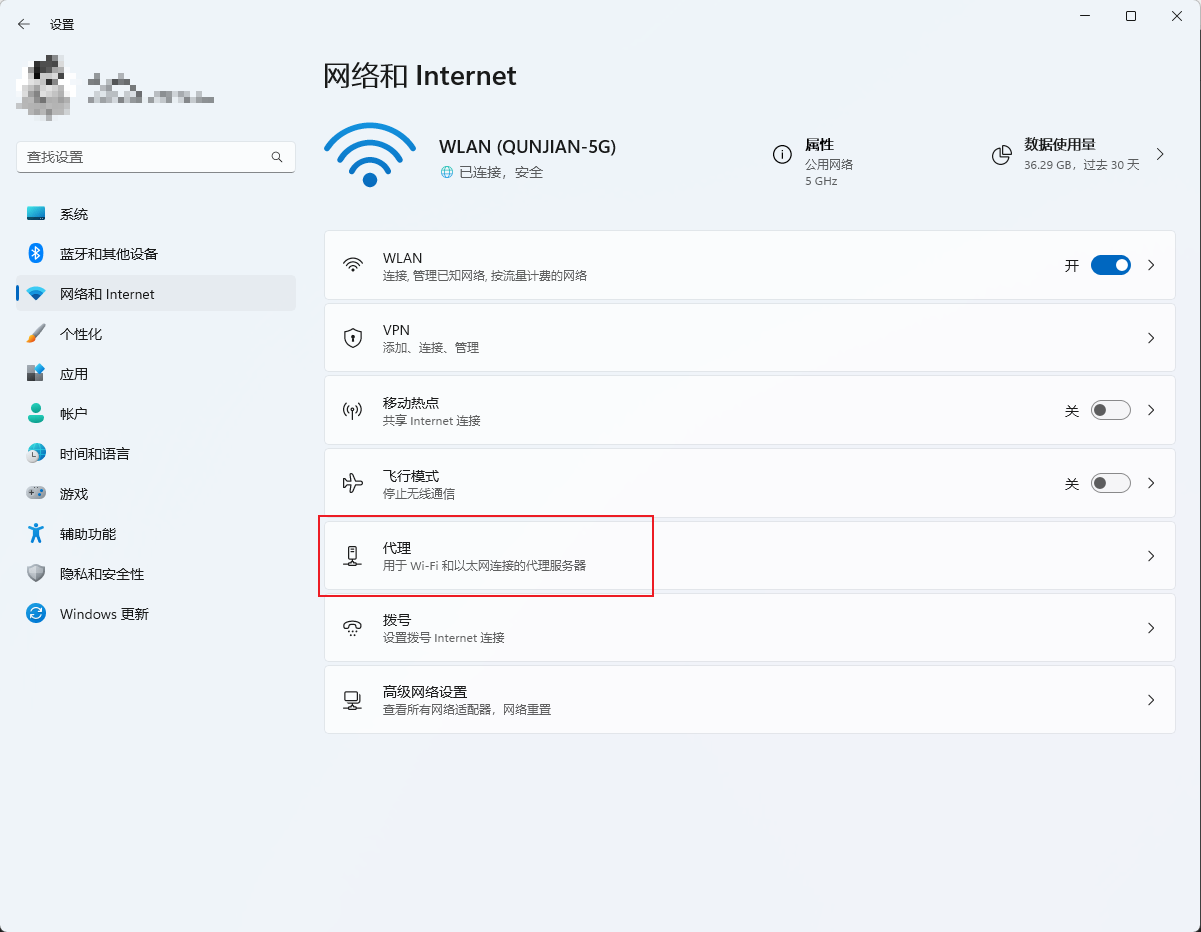 设置
查找设置
系统
蓝牙和其他设备
网络和 Internet
个性化
应用
帐户
时间和语言
游戏
辅助功能
隐私和安全性
Windows 更新
网络和 Internet
WLAN (QUNJIAN-5G)
已连接，安全
属性
公用网络
5 GHz
数据使用量
36.29 GB，过去 30 天
WLAN
连接, 管理已知网络, 按流量计费的网络
开
VPN
添加、连接、管理
移动热点
共享 Internet 连接
关
飞行模式
停止无线通信
关
代理
用于 Wi-Fi 和以太网连接的代理服务器
拨号
设置拨号 Internet 连接
高级网络设置
查看所有网络适配器，网络重置